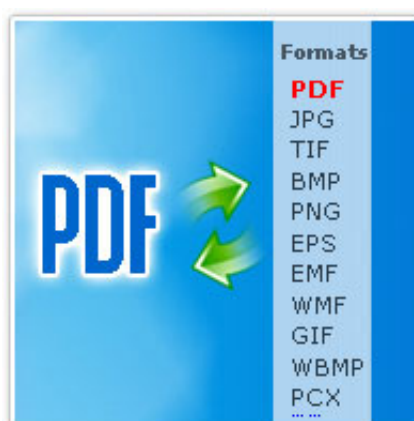 Formats
PDF
JPG
TIF
BMP
PNG
EPS
EMF
WMF
GIF
WBMP
PCX
PDF